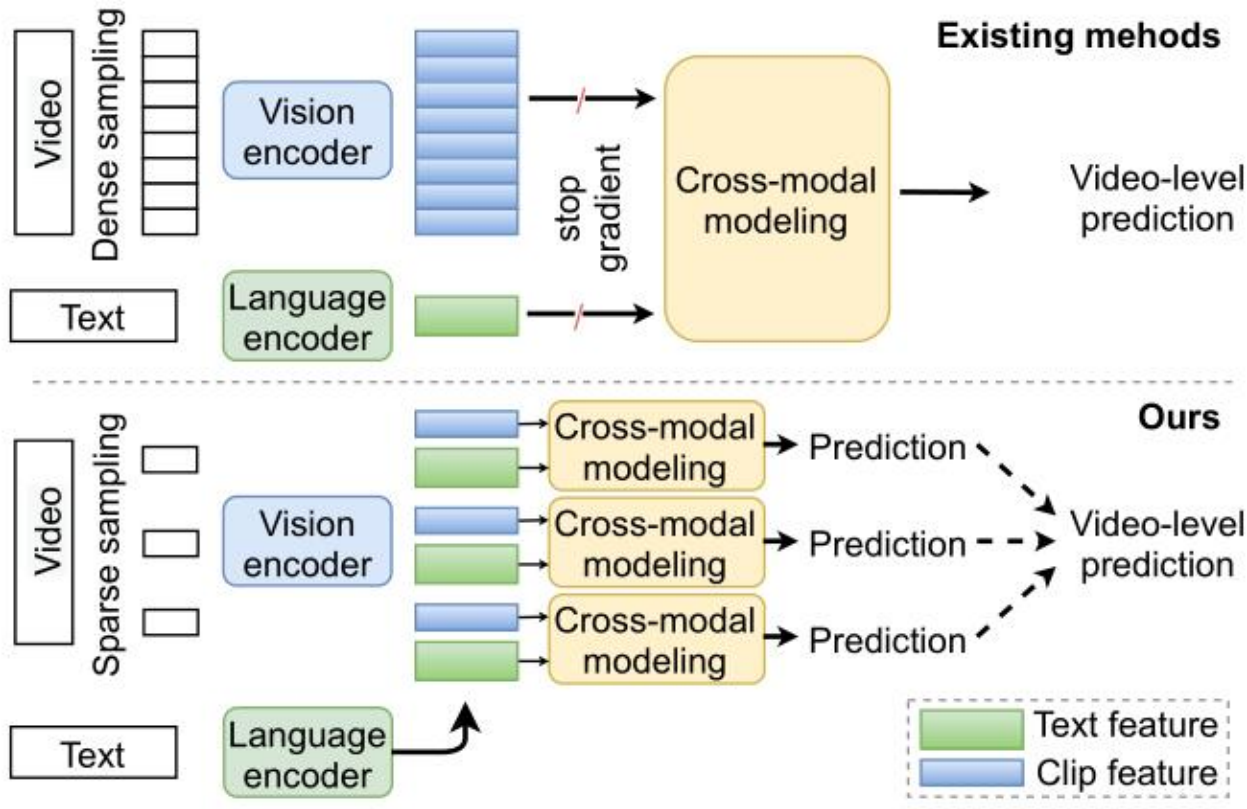 Existing mehods
Video
Dense sampling
Vision
encoder
stop
gradient
Cross-modal
modeling
Video-level
prediction
Text
Language
encoder
Ours
Video
Sparse sampling
Vision
encoder
Cross-modal
modeling
Prediction
Cross-modal
modeling
Prediction
Cross-modal
modeling
Prediction
Video-level
prediction
Text
Language
encoder
Text feature
Clip feature